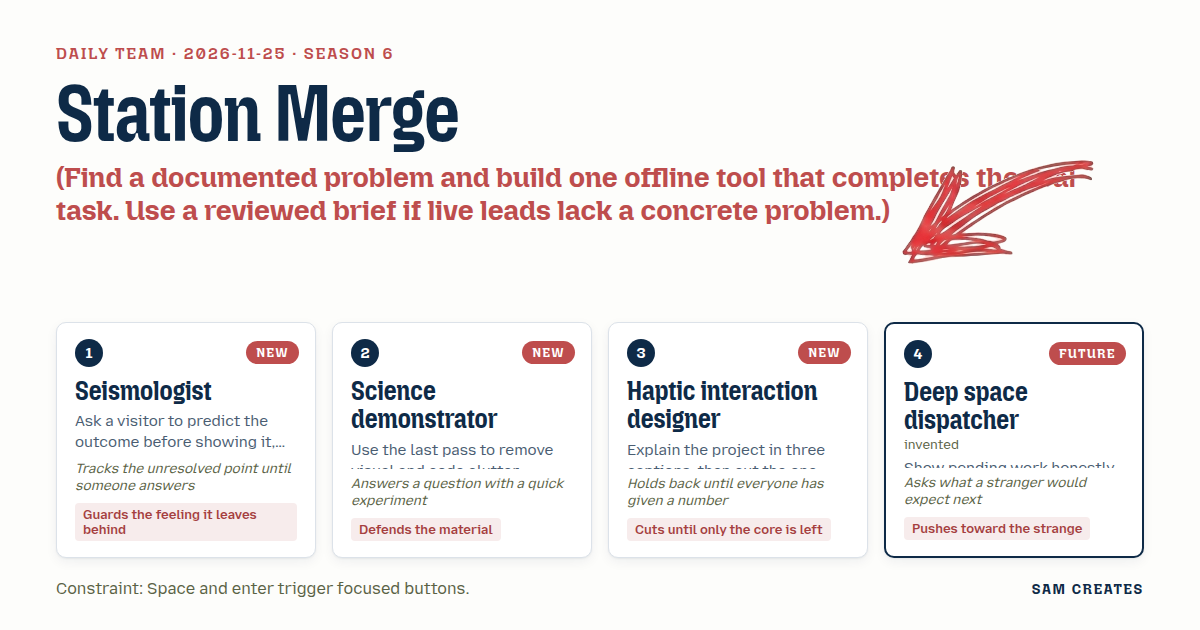 DAILY TEAM · 2026-11-25 · SEASON 6
Station Merge
(Find a documented problem and build one offline tool that completes
task. Use a reviewed brief if live leads lack a concrete problem.)
1
NEW
Seismologist
Ask a visitor to predict the
outcome before showing it,...
Tracks the unresolved point until
someone answers
Guards the feeling it leaves
behind
2
NEW
Science
demonstrator
Use the last pass to remove
Answers a question with a quick
experiment
Defends the material
3
NEW
Haptic interaction
designer
Explain the project in three
Holds back until everyone has
given a number
Cuts until only the core is left
4
FUTURE
Deep space
dispatcher
invented
Show pending work honestly
Asks what a stranger would
expect next
Pushes toward the strange
Constraint: Space and enter trigger focused buttons.
SAM CREATES